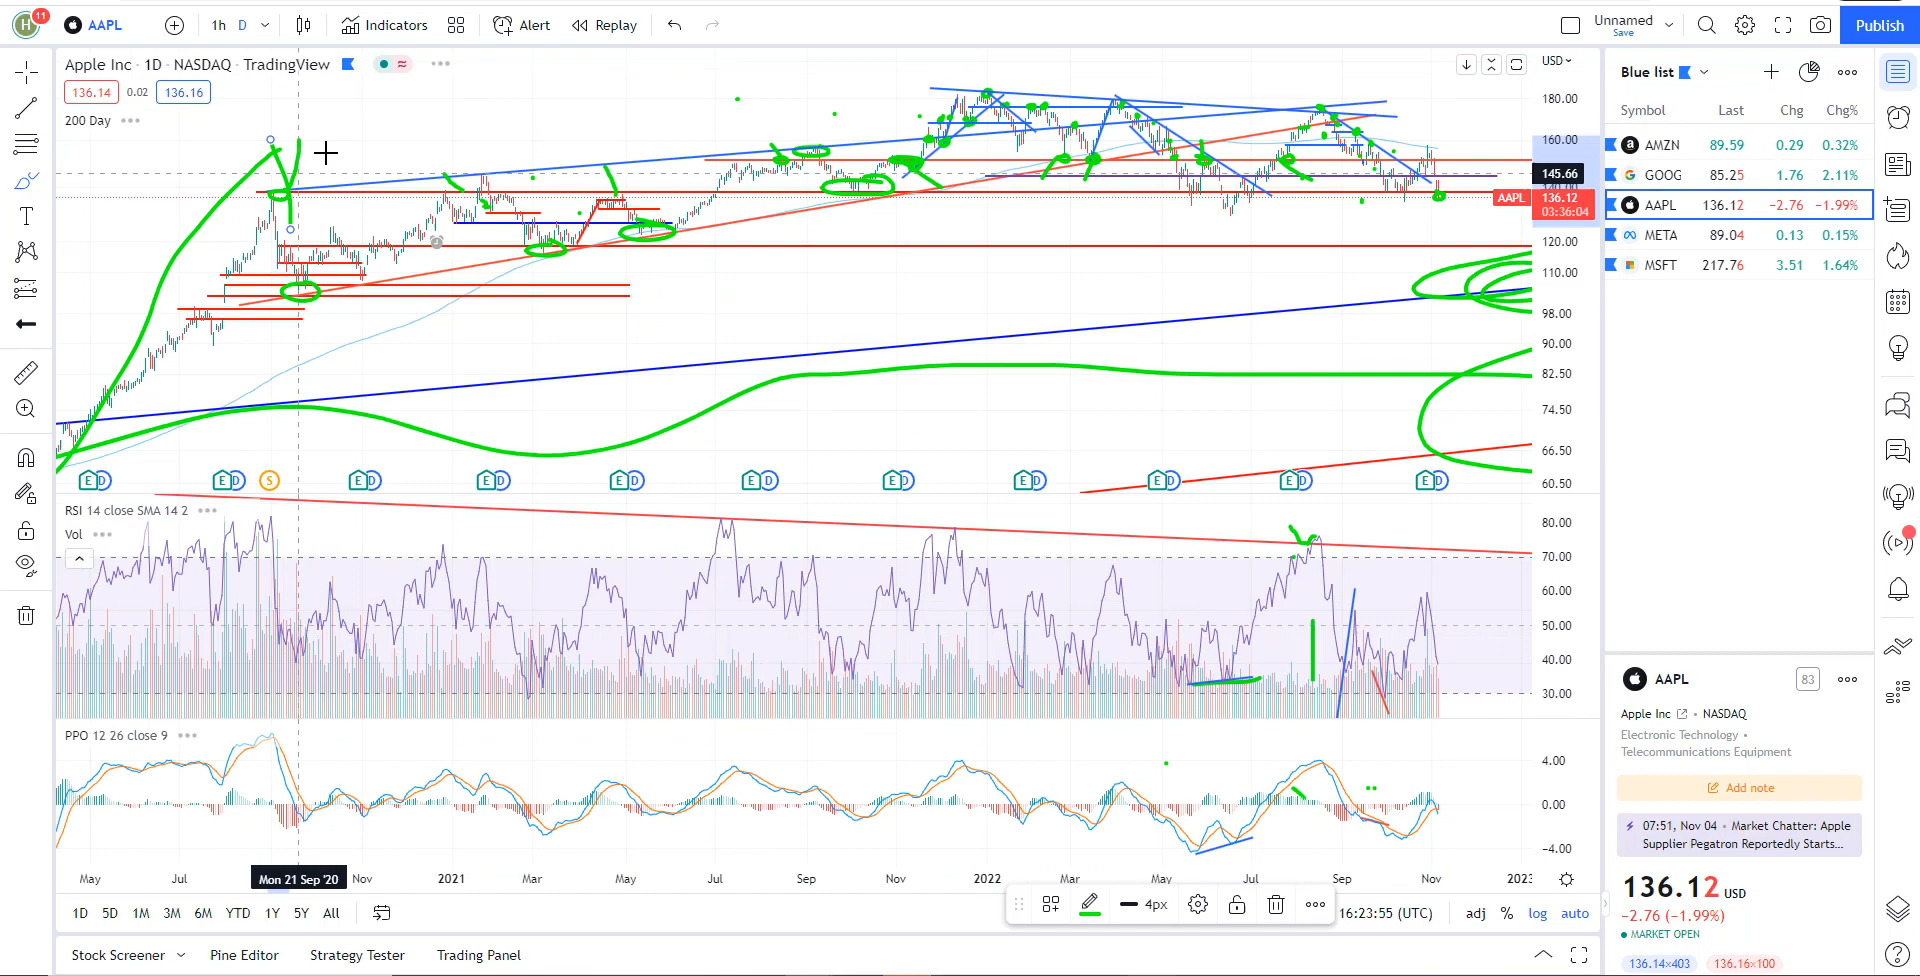 H 11 AAPL 1h D Indicators Alert Replay Unnamed Save Publish
Apple Inc · 1D · NASDAQ · TradingView
136.14 0.02 136.16
200 Day
USD
180.00
160.00
145.66
140.00
AAPL 136.12
03:36:04
120.00
110.00
98.00
90.00
82.50
74.50
66.50
60.50
E D E D S E D E D E D E D E D E D E D E D E D
RSI 14 close SMA 14 2
Vol
80.00
70.00
60.00
50.00
40.00
30.00
PPO 12 26 close 9
4.00
0.00
−4.00
May Jul Mon 21 Sep '20 Nov 2021 Mar May Jul Sep Nov 2022 Mar May Jul Sep Nov 2023
1D 5D 1M 3M 6M YTD 1Y 5Y All
4px
16:23:55 (UTC) adj % log auto
Stock Screener Pine Editor Strategy Tester Trading Panel
Blue list
Symbol Last Chg Chg%
a AMZN 89.59 0.29 0.32%
G GOOG 85.25 1.76 2.11%
AAPL 136.12 −2.76 −1.99%
META 89.04 0.13 0.15%
MSFT 217.76 3.51 1.64%
AAPL 83
Apple Inc · NASDAQ
Electronic Technology •
Telecommunications Equipment
Add note
07:51, Nov 04 • Market Chatter: Apple
Supplier Pegatron Reportedly Starts...
136.12 USD
−2.76 (−1.99%)
MARKET OPEN
136.14×403 136.16×100